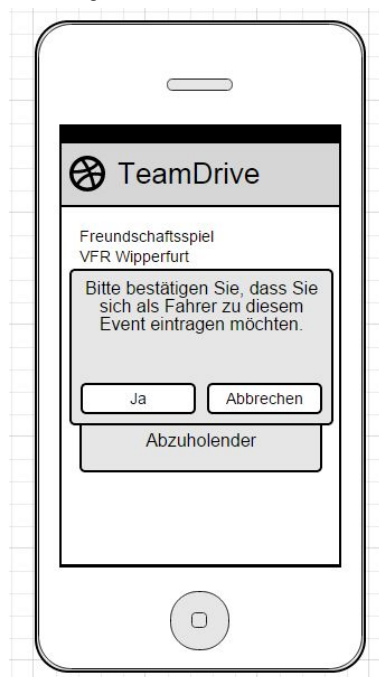 TeamDrive
Freundschaftsspiel
VFR Wipperfurt
Bitte bestätigen Sie, dass Sie
sich als Fahrer zu diesem
Event eintragen möchten.
Ja
Abbrechen
Abzuholender